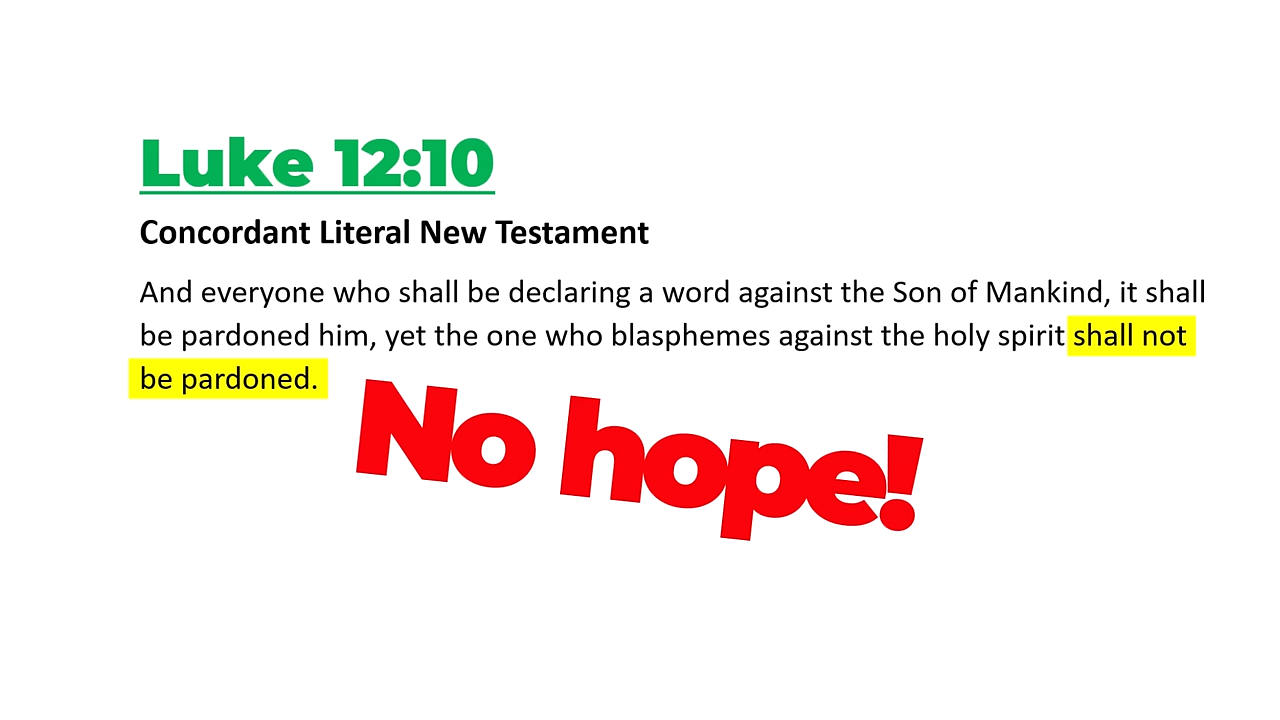 Luke 12:10
Concordant Literal New Testament
And everyone who shall be declaring a word against the Son of Mankind, it shall
be pardoned him, yet the one who blasphemes against the holy spirit shall not
be pardoned.
No hope!